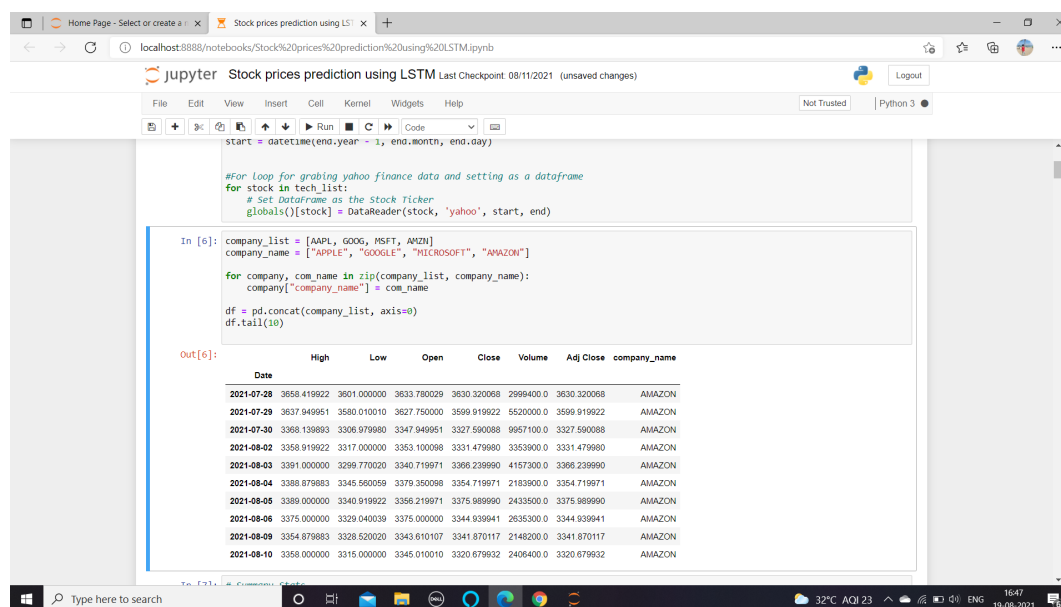 Home Page - Select or create a n
Stock prices prediction using LST
localhost:8888/notebooks/Stock%20prices%20prediction%20using%20LSTM.ipynb
jupyter Stock prices prediction using LSTM Last Checkpoint: 08/11/2021 (unsaved changes)
Logout
File Edit View Insert Cell Kernel Widgets Help
Not Trusted
Python 3
Run
Code
start = datetime(end.year - 1, end.month, end.day)
#For loop for grabing yahoo finance data and setting as a dataframe
for stock in tech_list:
# Set DataFrame as the Stock Ticker
globals()[stock] = DataReader(stock, 'yahoo', start, end)
In [6]: company_list = [AAPL, GOOG, MSFT, AMZN]
company_name = ["APPLE", "GOOGLE", "MICROSOFT", "AMAZON"]
for company, com_name in zip(company_list, company_name):
company["company_name"] = com_name
df = pd.concat(company_list, axis=0)
df.tail(10)
Out[6]:
High Low Open Close Volume Adj Close company_name
Date
2021-07-28 3658.419922 3601.000000 3633.780029 3630.320068 2999400.0 3630.320068 AMAZON
2021-07-29 3637.949951 3580.010010 3627.750000 3599.919922 5520000.0 3599.919922 AMAZON
2021-07-30 3368.139893 3306.979980 3347.949951 3327.590088 9957100.0 3327.590088 AMAZON
2021-08-02 3358.919922 3317.000000 3353.100098 3331.479980 3353900.0 3331.479980 AMAZON
2021-08-03 3391.000000 3299.770020 3340.719971 3366.239990 4157300.0 3366.239990 AMAZON
2021-08-04 3388.879883 3345.560059 3379.350098 3354.719971 2183900.0 3354.719971 AMAZON
2021-08-05 3389.000000 3340.919922 3356.219971 3375.989990 2433500.0 3375.989990 AMAZON
2021-08-06 3375.000000 3329.040039 3375.000000 3344.939941 2635300.0 3344.939941 AMAZON
2021-08-09 3354.879883 3328.520020 3343.610107 3341.870117 2148200.0 3341.870117 AMAZON
2021-08-10 3358.000000 3315.000000 3345.010010 3320.679932 2406400.0 3320.679932 AMAZON
In [7]: # Summary Stats
Type here to search
DELL
32°C AQI 23
ENG
16:47
19-08-2021